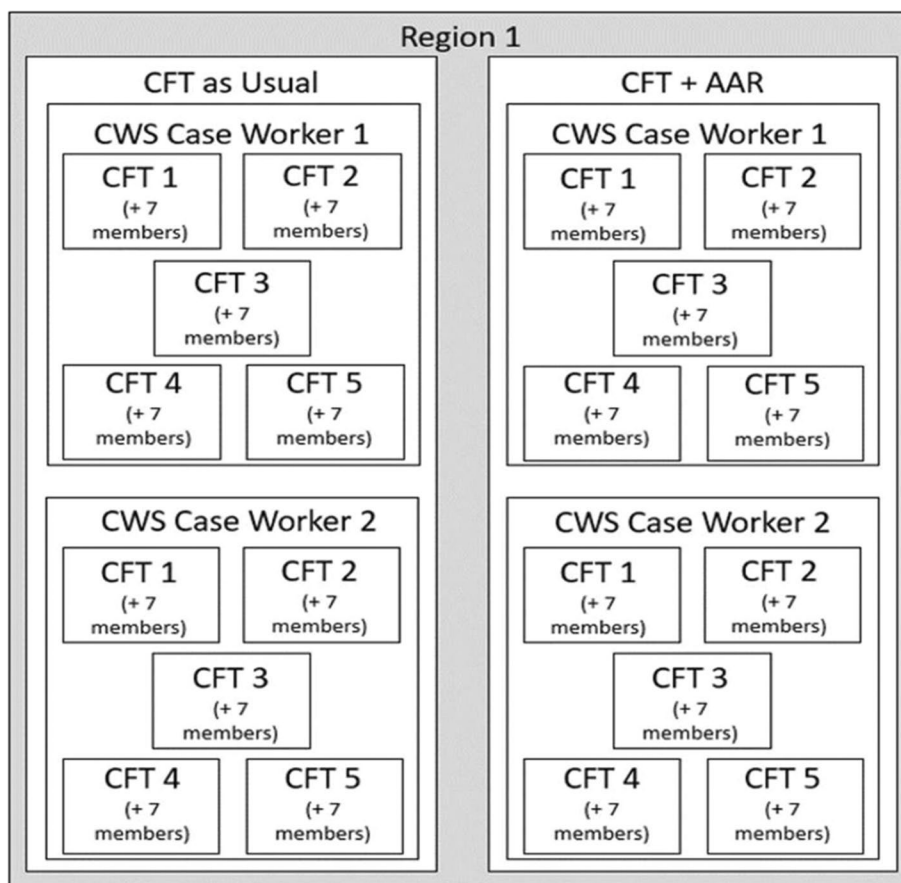 Region 1
CFT as Usual
CWS Case Worker 1
CFT 1
(+ 7
members)
CFT 2
(+ 7
members)
CFT 3
(+ 7
members)
CFT 4
(+ 7
members)
CFT 5
(+ 7
members)
CWS Case Worker 2
CFT 1
(+ 7
members)
CFT 2
(+ 7
members)
CFT 3
(+ 7
members)
CFT 4
(+ 7
members)
CFT 5
(+ 7
members)
CFT + AAR
CWS Case Worker 1
CFT 1
(+ 7
members)
CFT 2
(+ 7
members)
CFT 3
(+ 7
members)
CFT 4
(+ 7
members)
CFT 5
(+ 7
members)
CWS Case Worker 2
CFT 1
(+ 7
members)
CFT 2
(+ 7
members)
CFT 3
(+ 7
members)
CFT 4
(+ 7
members)
CFT 5
(+ 7
members)